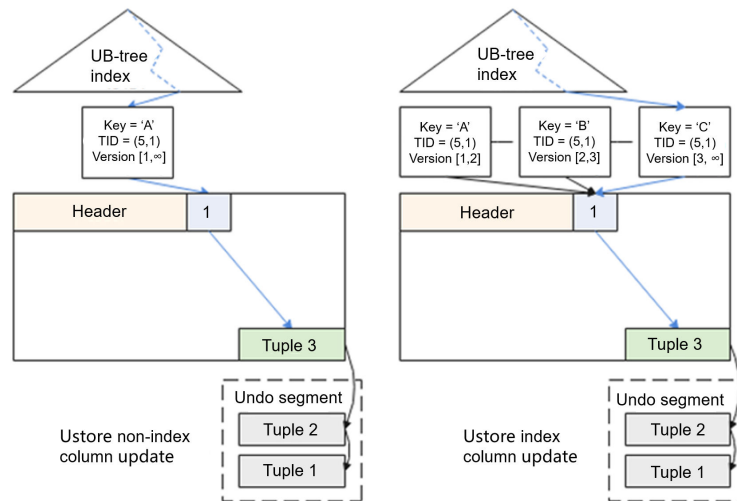 UB-tree
index
Key = ‘A’
TID = (5,1)
Version [1,∞]
Header
1
Tuple 3
Undo segment
Tuple 2
Tuple 1
Ustore non-index
column update
UB-tree
index
Key = ‘A’
TID = (5,1)
Version [1,2]
Key = ‘B’
TID = (5,1)
Version [2,3]
Key = ‘C’
TID = (5,1)
Version [3, ∞]
Header
1
Tuple 3
Undo segment
Tuple 2
Tuple 1
Ustore index
column update